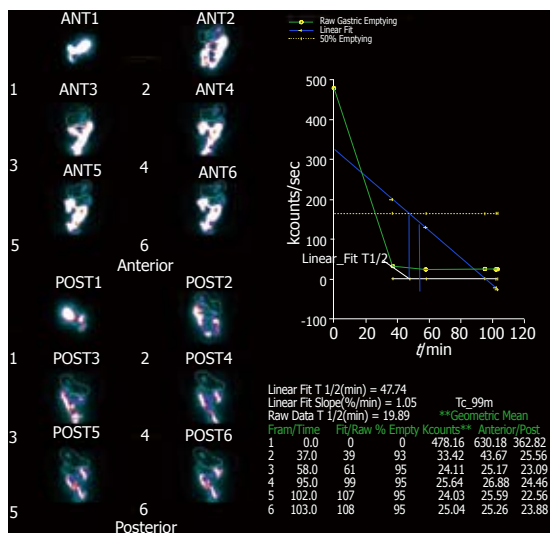 ANT1 ANT2
1 ANT3 2 ANT4
3 ANT5 4 ANT6
5 6
Anterior
POST1 POST2
1 POST3 2 POST4
3 POST5 4 POST6
5 6
Posterior
Raw Gastric Emptying
Linear Fit
50% Emptying
500
400
300
200
100
0
-100
kcounts/sec
Linear_Fit T1/2
0 20 40 60 80 100 120
t/min
Linear Fit T 1/2(min) = 47.74
Linear Fit Slope(%/min) = 1.05 Tc_99m
Raw Data T 1/2(min) = 19.89 **Geometric Mean
Fram/Time Fit/Raw % Empty Kcounts** Anterior/Post
1 0.0 0 0 478.16 630.18 362.82
2 37.0 39 93 33.42 43.67 25.56
3 58.0 61 95 24.11 25.17 23.09
4 95.0 99 95 25.64 26.88 24.46
5 102.0 107 95 24.03 25.59 22.56
6 103.0 108 95 25.04 25.26 23.88